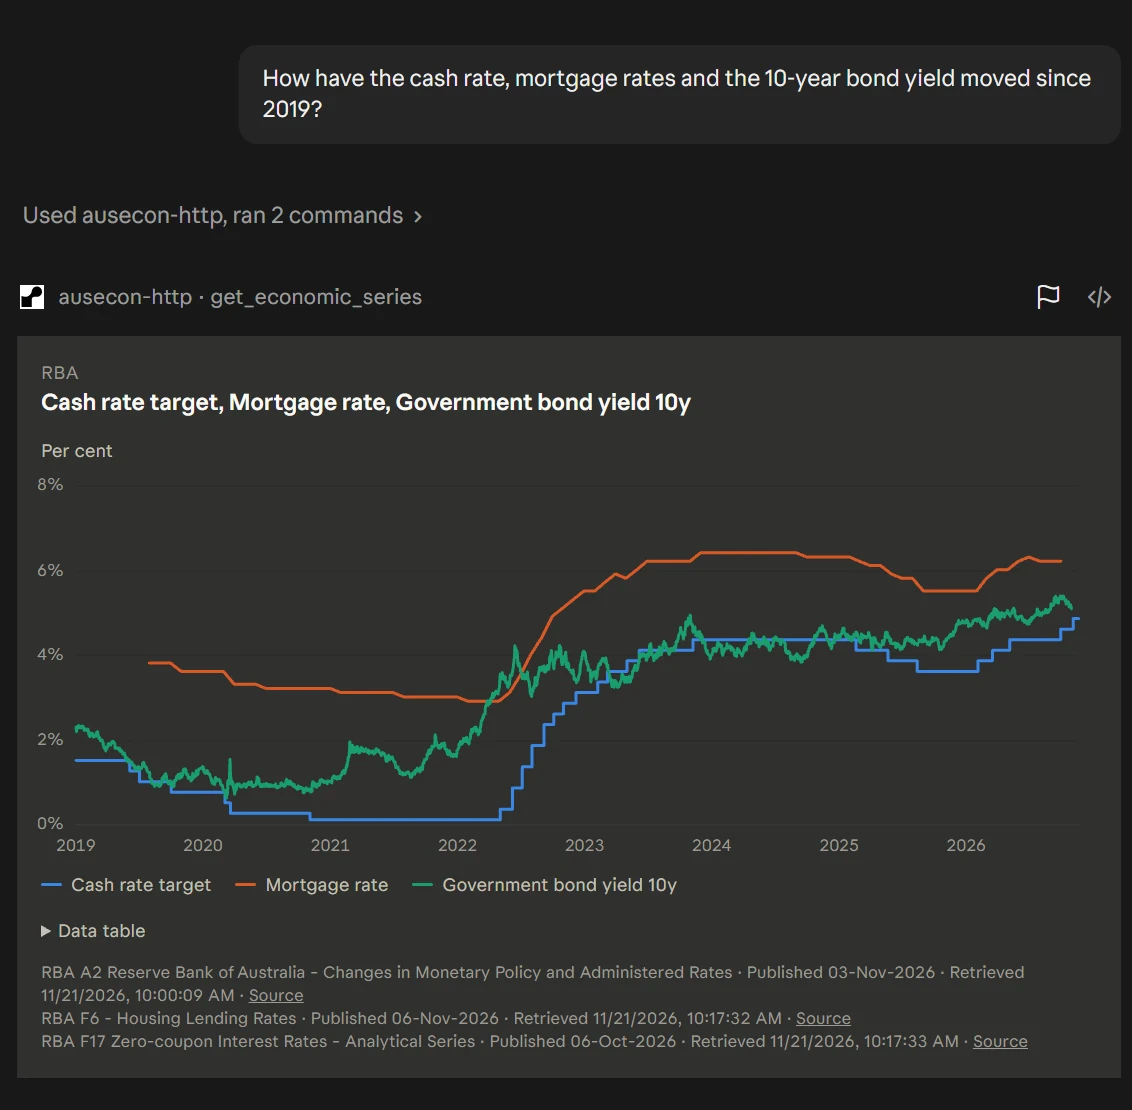 How have the cash rate, mortgage rates and the 10-year bond yield moved since
2019?
Used ausecon-http, ran 2 commands >
ausecon-http · get_economic_series
RBA
Cash rate target, Mortgage rate, Government bond yield 10y
Per cent
8%
6%
4%
2%
0%
2019 2020 2021 2022 2023 2024 2025 2026
Cash rate target Mortgage rate Government bond yield 10y
Data table
RBA A2 Reserve Bank of Australia – Changes in Monetary Policy and Administered Rates · Published 03-Nov-2026 · Retrieved
11/21/2026, 10:00:09 AM · Source
RBA F6 - Housing Lending Rates · Published 06-Nov-2026 · Retrieved 11/21/2026, 10:17:32 AM · Source
RBA F17 Zero-coupon Interest Rates – Analytical Series · Published 06-Oct-2026 · Retrieved 11/21/2026, 10:17:33 AM · Source